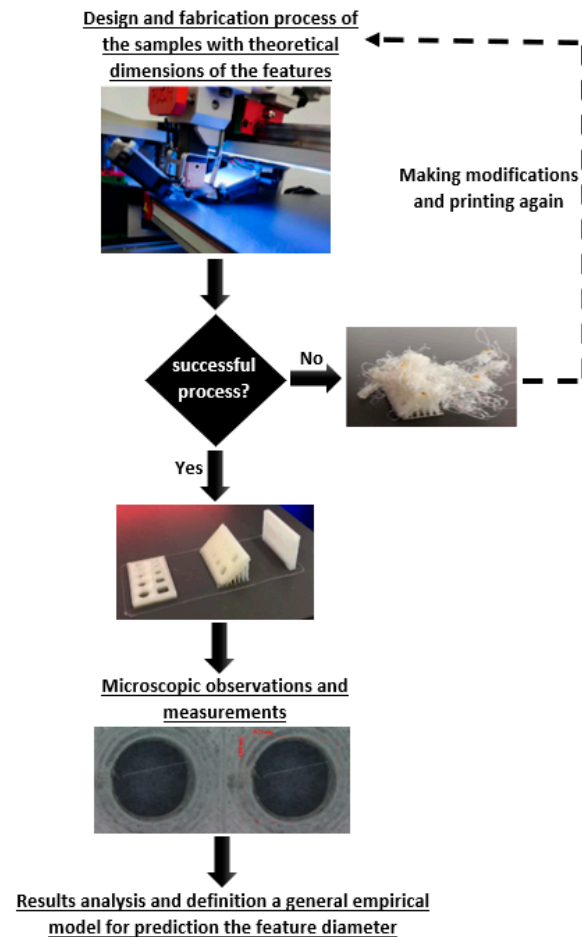 Design and fabrication process of
the samples with theoretical
dimensions of the features
Making modifications
and printing again
successful
process?
No
Yes
Microscopic observations and
measurements
Results analysis and definition a general empirical
model for prediction the feature diameter